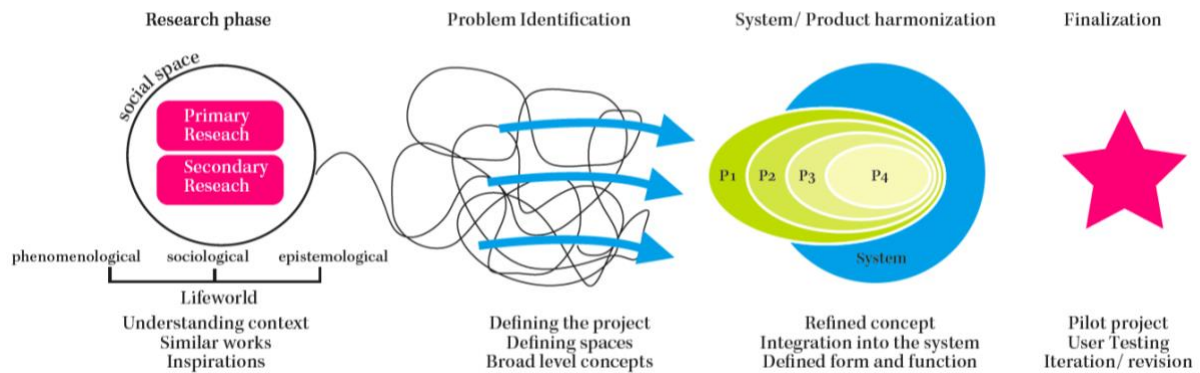 Research phase
social space
Primary
Reseach
Secondary
Reseach
phenomenological
sociological
epistemological
Lifeworld
Understanding context
Similar works
Inspirations
Problem Identification
Defining the project
Defining spaces
Broad level concepts
System/ Product harmonization
P1
P2
P3
P4
System
Refined concept
Integration into the system
Defined form and function
Finalization
Pilot project
User Testing
Iteration/ revision